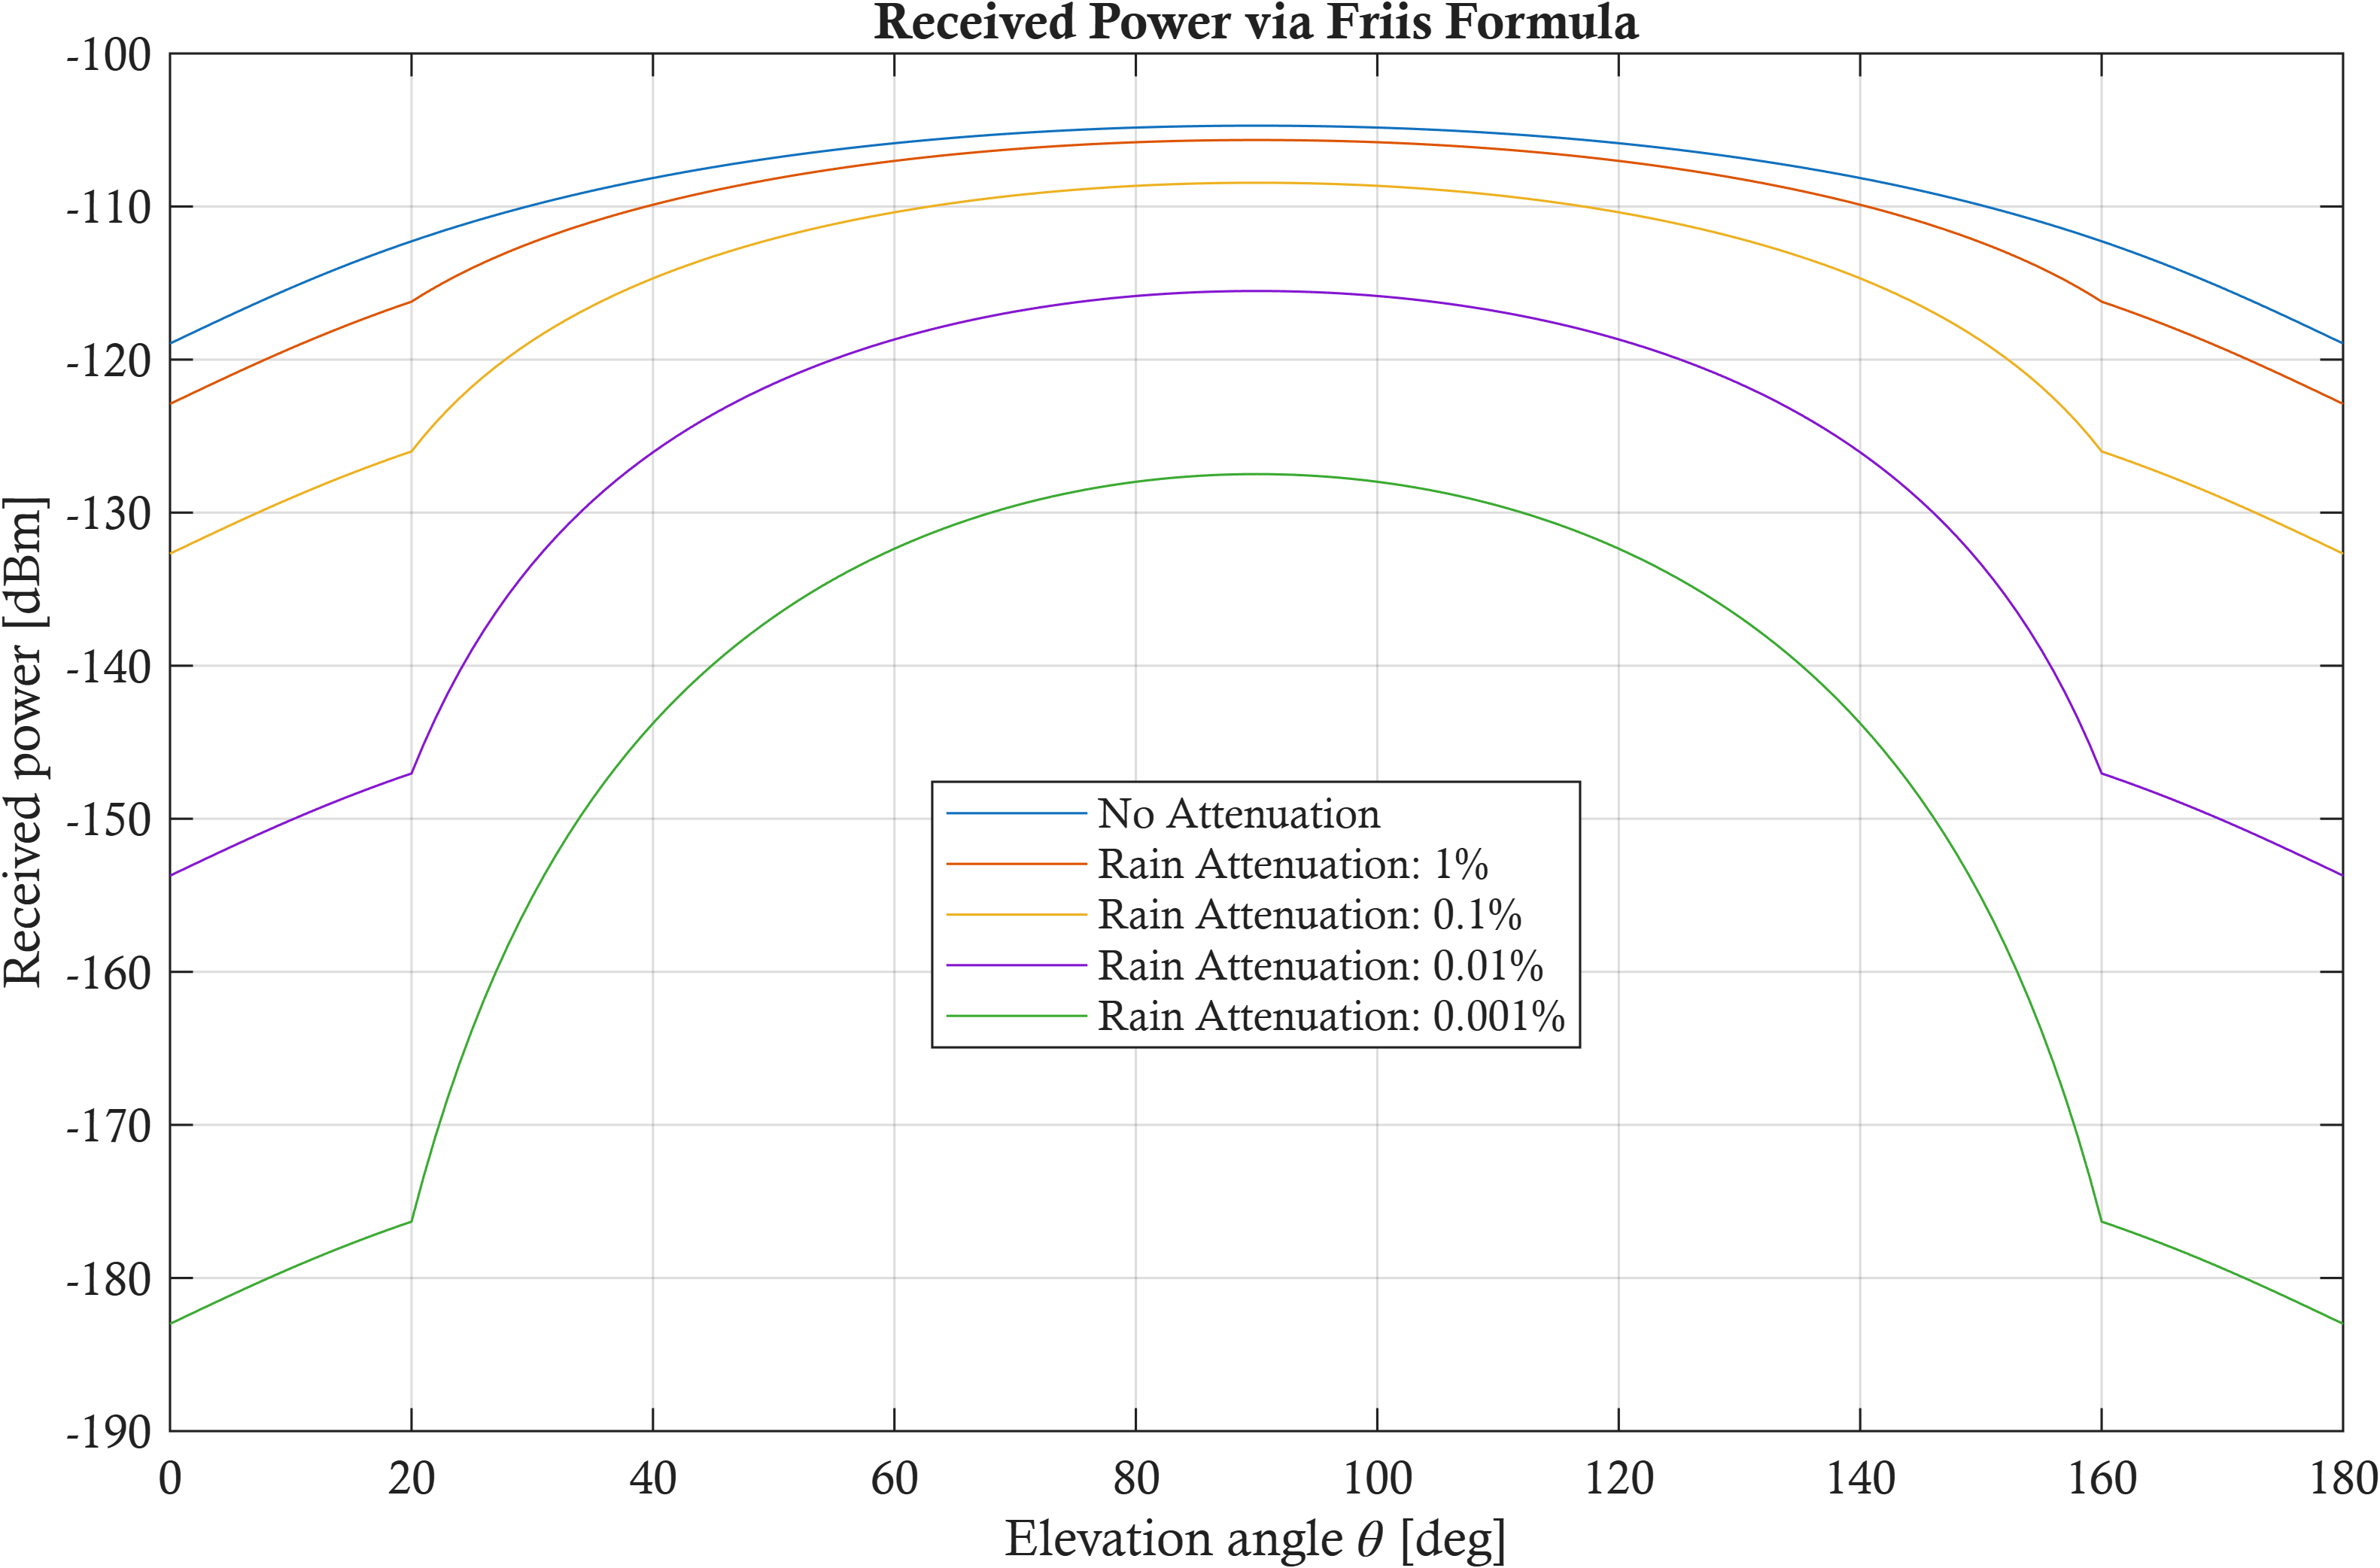 Received Power via Friis Formula
-100
-110
-120
-130
-140
-150
-160
-170
-180
-190
Received power [dBm]
No Attenuation
Rain Attenuation: 1%
Rain Attenuation: 0.1%
Rain Attenuation: 0.01%
Rain Attenuation: 0.001%
0 20 40 60 80 100 120 140 160 180
Elevation angle θ [deg]